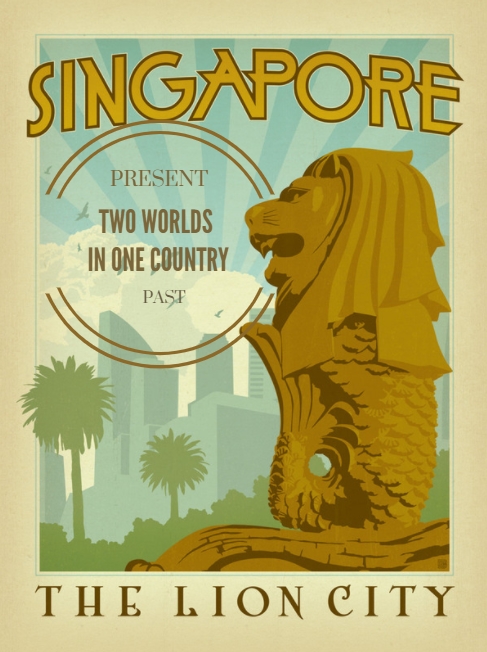 SINGAPORE
PRESENT
TWO WORLDS
IN ONE COUNTRY
PAST
THE LION CITY